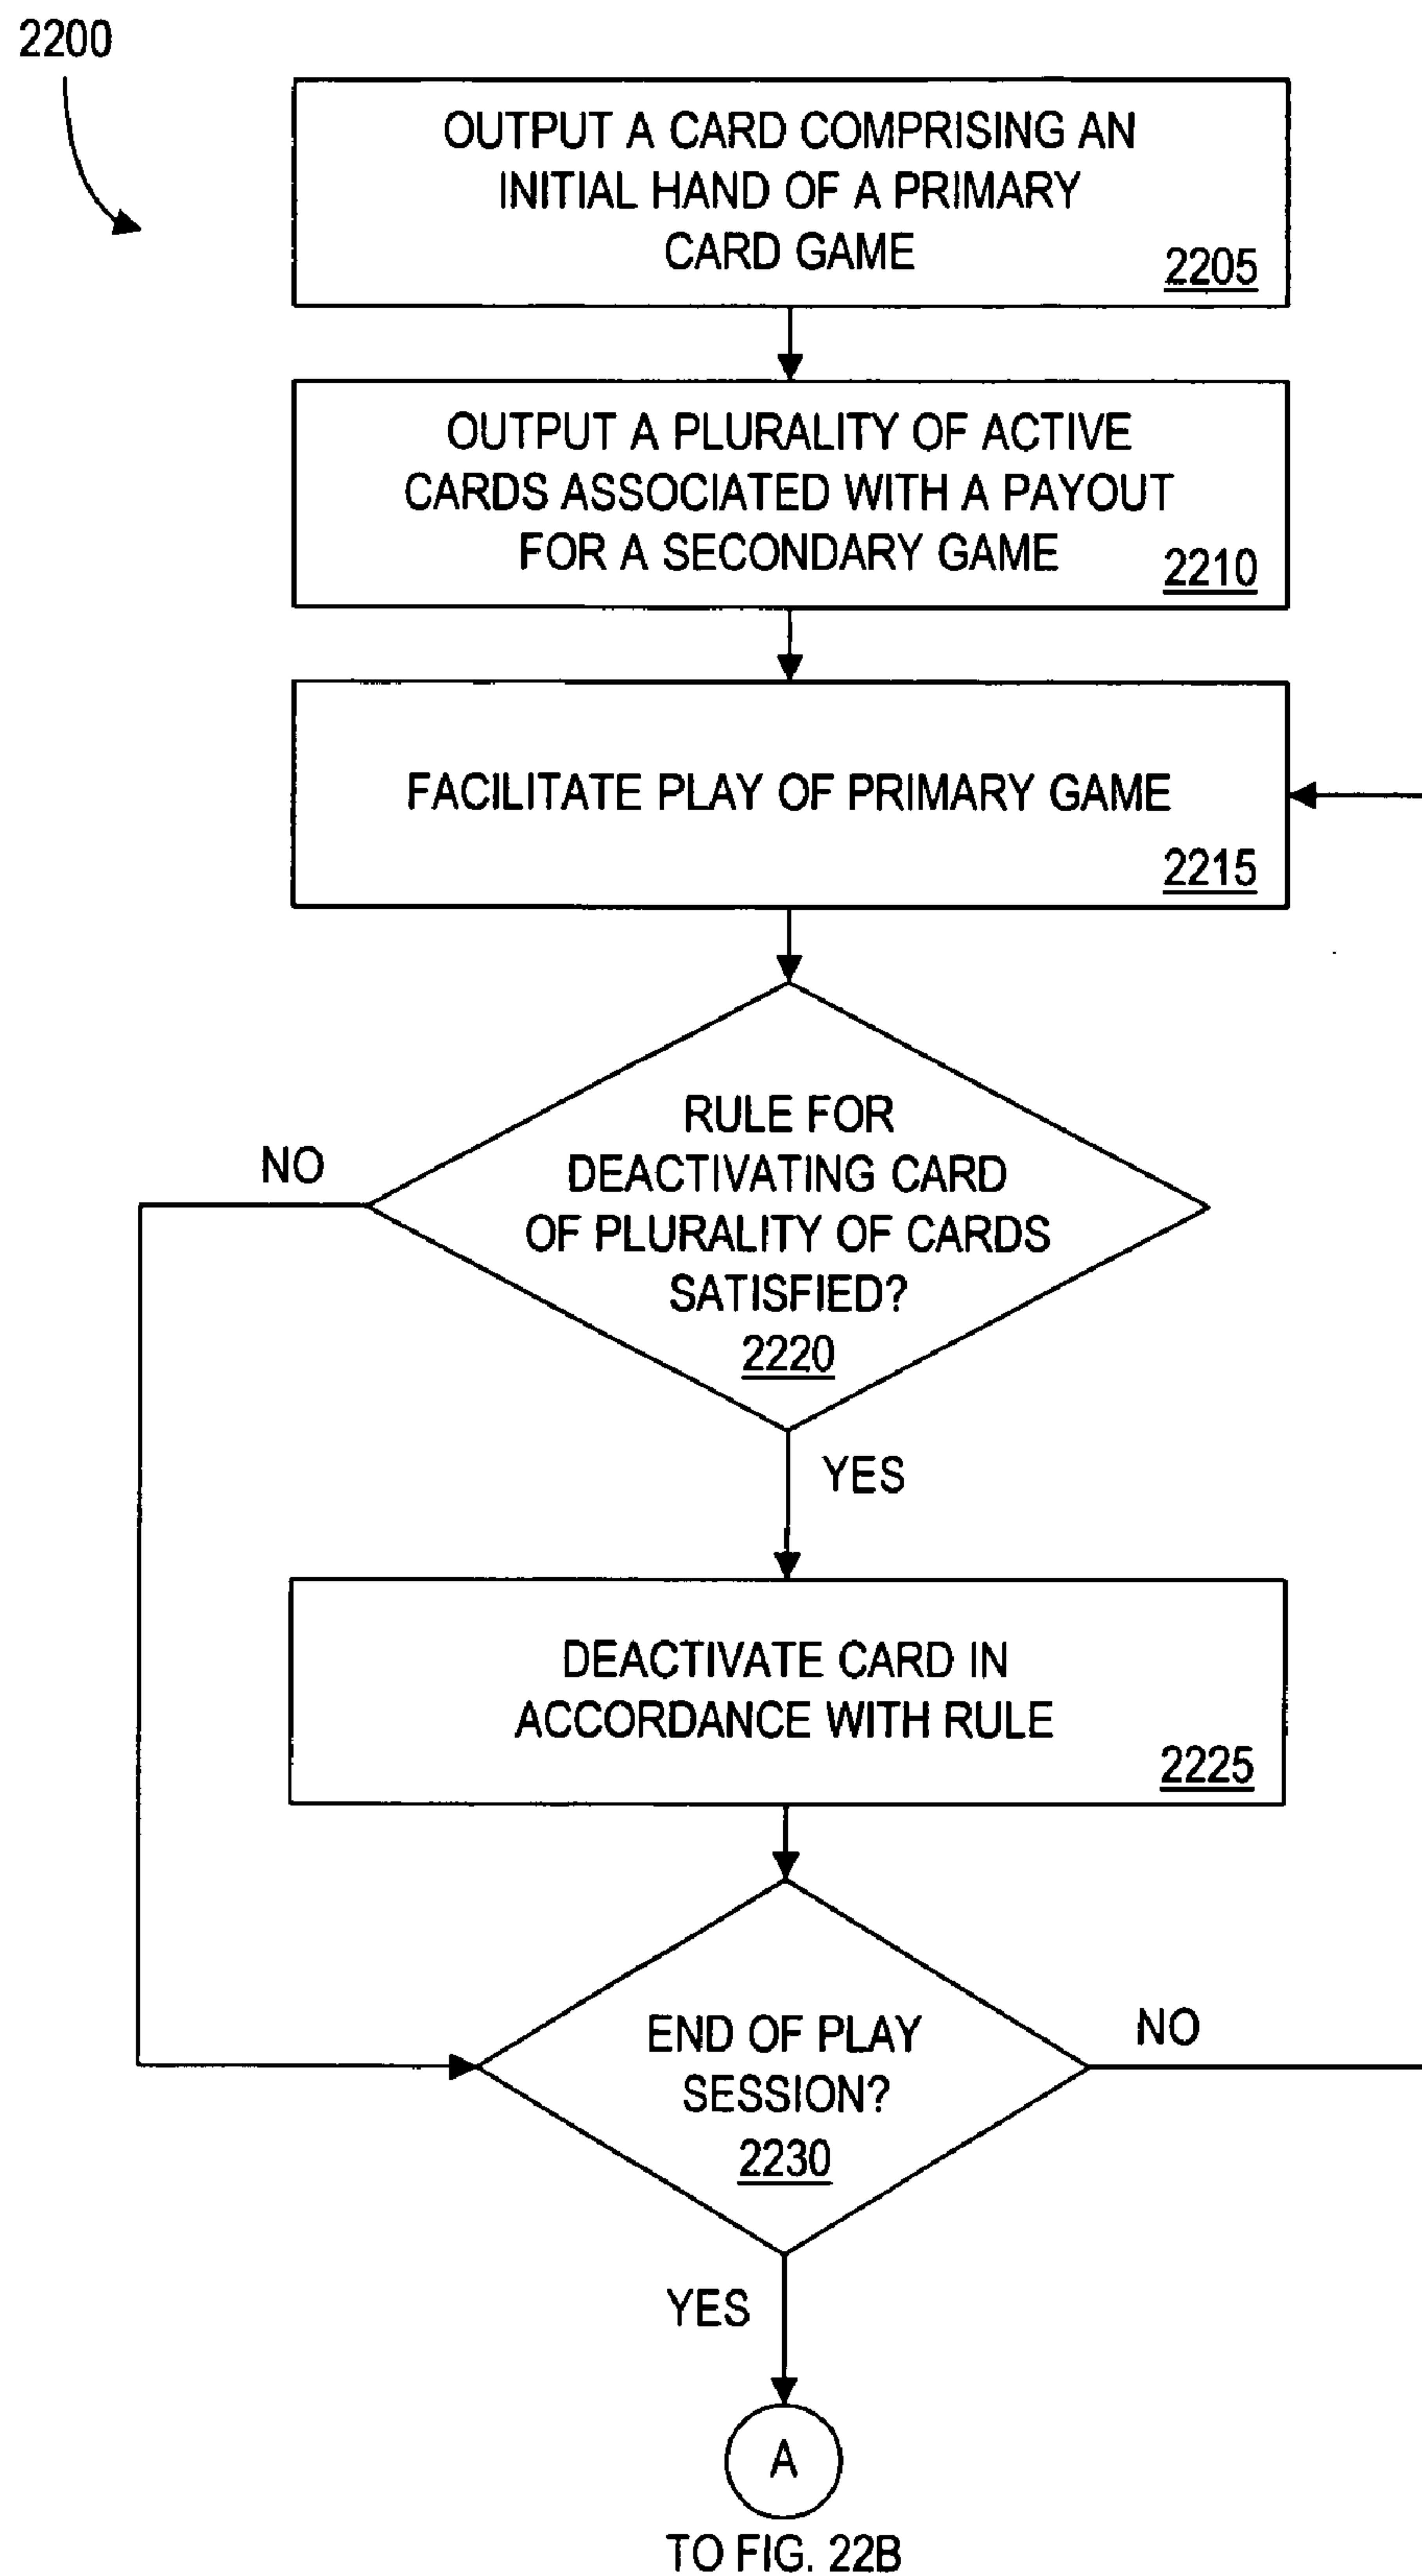 2200
OUTPUT A CARD COMPRISING AN
INITIAL HAND OF A PRIMARY
CARD GAME
2205
OUTPUT A PLURALITY OF ACTIVE
CARDS ASSOCIATED WITH A PAYOUT
FOR A SECONDARY GAME
2210
FACILITATE PLAY OF PRIMARY GAME
2215
RULE FOR
DEACTIVATING CARD
OF PLURALITY OF CARDS
SATISFIED?
2220
NO
YES
DEACTIVATE CARD IN
ACCORDANCE WITH RULE
2225
END OF PLAY
SESSION?
2230
NO
YES
A
TO FIG. 22B